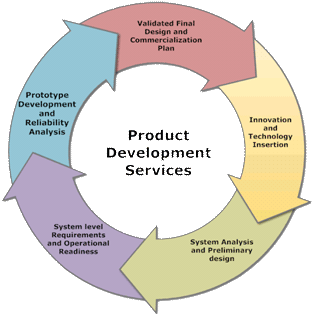 Validated Final
Design and
Commercialization
Plan
Innovation
and
Technology
Insertion
System Analysis
and Preliminary
design
System level
Requirements
and Operational
Readiness
Prototype
Development
and
Reliability
Analysis
Product
Development
Services